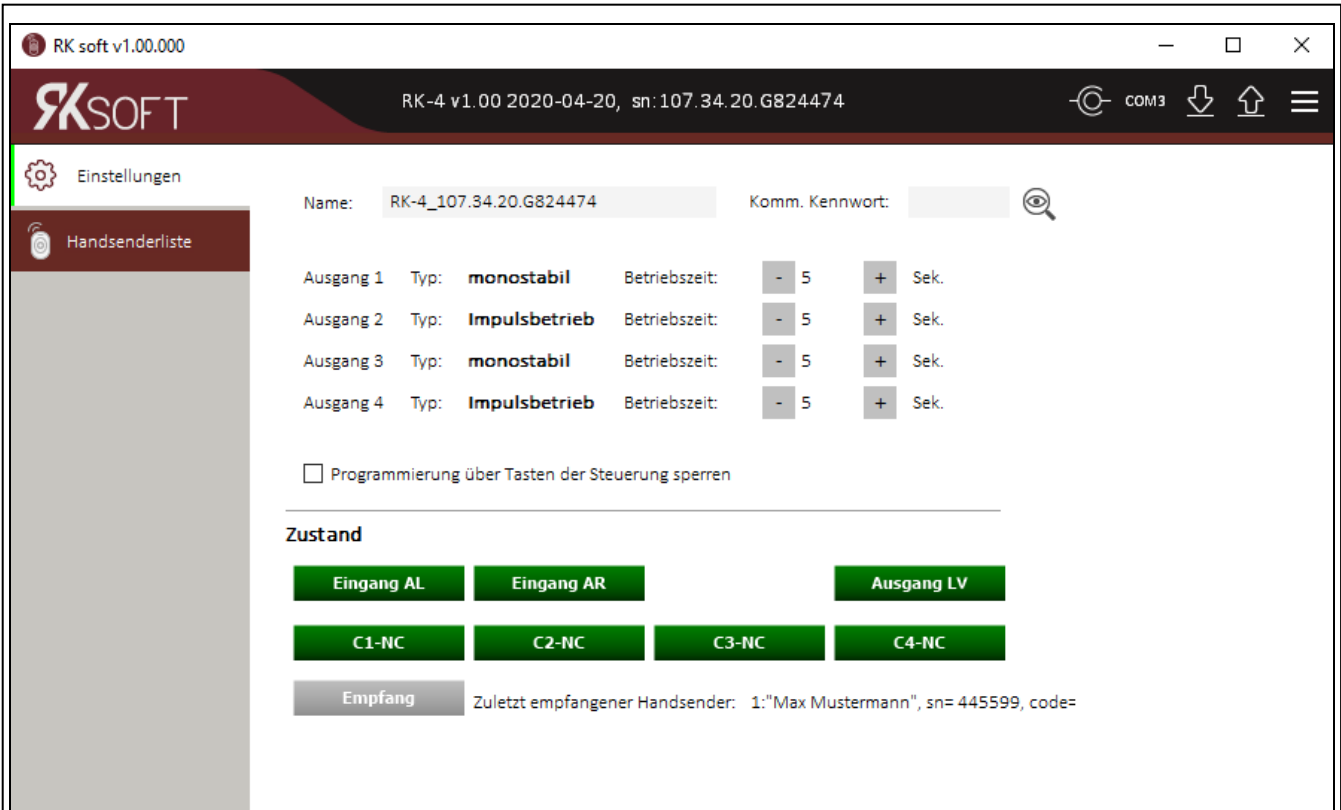 RK soft v1.00.000
RKSOFT
RK-4 v1.00 2020-04-20, sn:107.34.20.G824474
COM3
Einstellungen
Handsenderliste
Name: RK-4_107.34.20.G824474 Komm. Kennwort:
Ausgang 1 Typ: monostabil Betriebszeit: - 5 + Sek.
Ausgang 2 Typ: Impulsbetrieb Betriebszeit: - 5 + Sek.
Ausgang 3 Typ: monostabil Betriebszeit: - 5 + Sek.
Ausgang 4 Typ: Impulsbetrieb Betriebszeit: - 5 + Sek.
Programmierung über Tasten der Steuerung sperren
Zustand
Eingang AL Eingang AR Ausgang LV
C1-NC C2-NC C3-NC C4-NC
Empfang Zuletzt empfangener Handsender: 1:"Max Mustermann", sn= 445599, code=